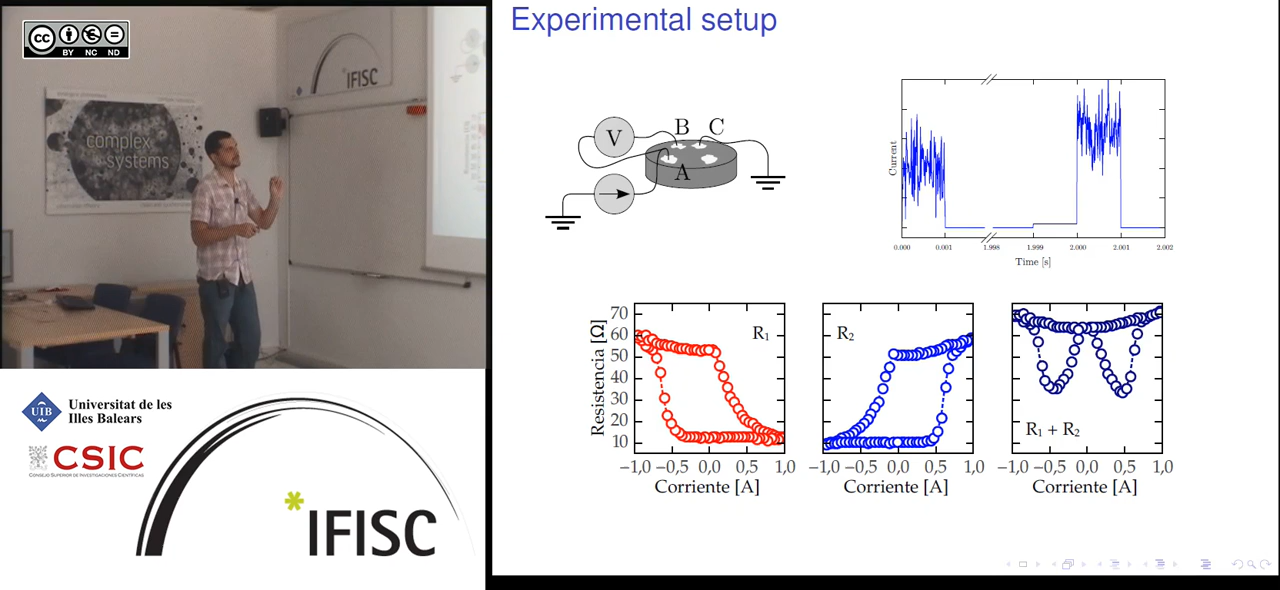 cc BY NC ND
IFISC
complex
systems
Universitat de les
Illes Balears
UIB
CSIC
CONSEJO SUPERIOR DE INVESTIGACIONES CIENTÍFICAS
*IFISC
Experimental setup
V
B C
A
Current
0.000 0.001 1.998 1.999 2.000 2.001 2.002
Time [s]
Resistencia [Ω]
70
60
50
40
30
20
10
R1
R2
R1 + R2
−1,0 −0,5 0,0 0,5 1,0
−1,0 −0,5 0,0 0,5 1,0
−1,0 −0,5 0,0 0,5 1,0
Corriente [A]
Corriente [A]
Corriente [A]